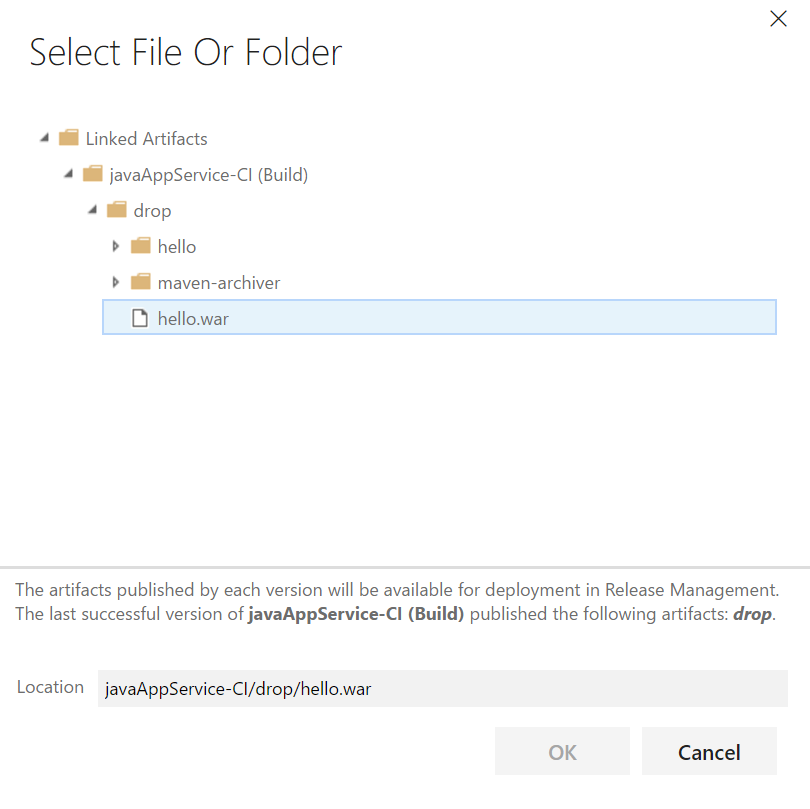 Select File Or Folder
Linked Artifacts
javaAppService-CI (Build)
drop
hello
maven-archiver
hello.war
The artifacts published by each version will be available for deployment in Release Management.
The last successful version of javaAppService-CI (Build) published the following artifacts: drop.
Location javaAppService-CI/drop/hello.war
OK Cancel